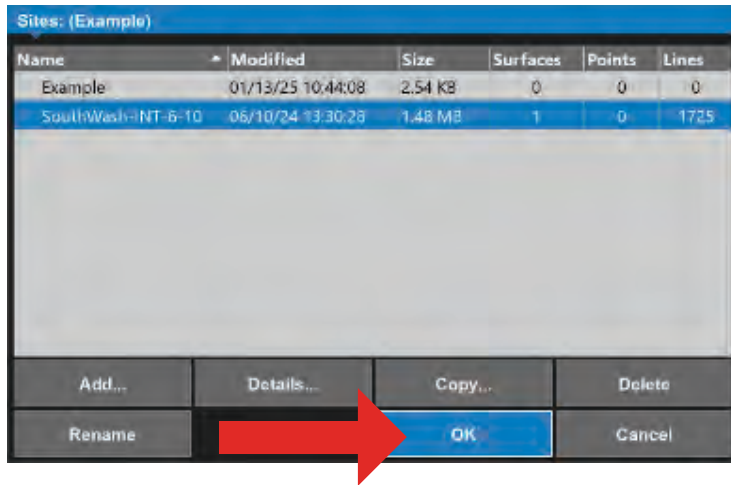 Sites: (Example)
Name Modified Size Surfaces Points Lines
Example 01/13/25 10:44:08 2.54 KB 0 0 0
SouthWash-INT-6-10 06/10/24 13:30:28 1.48 MB 1 0 1725
Add... Details... Copy... Delete
Rename OK Cancel